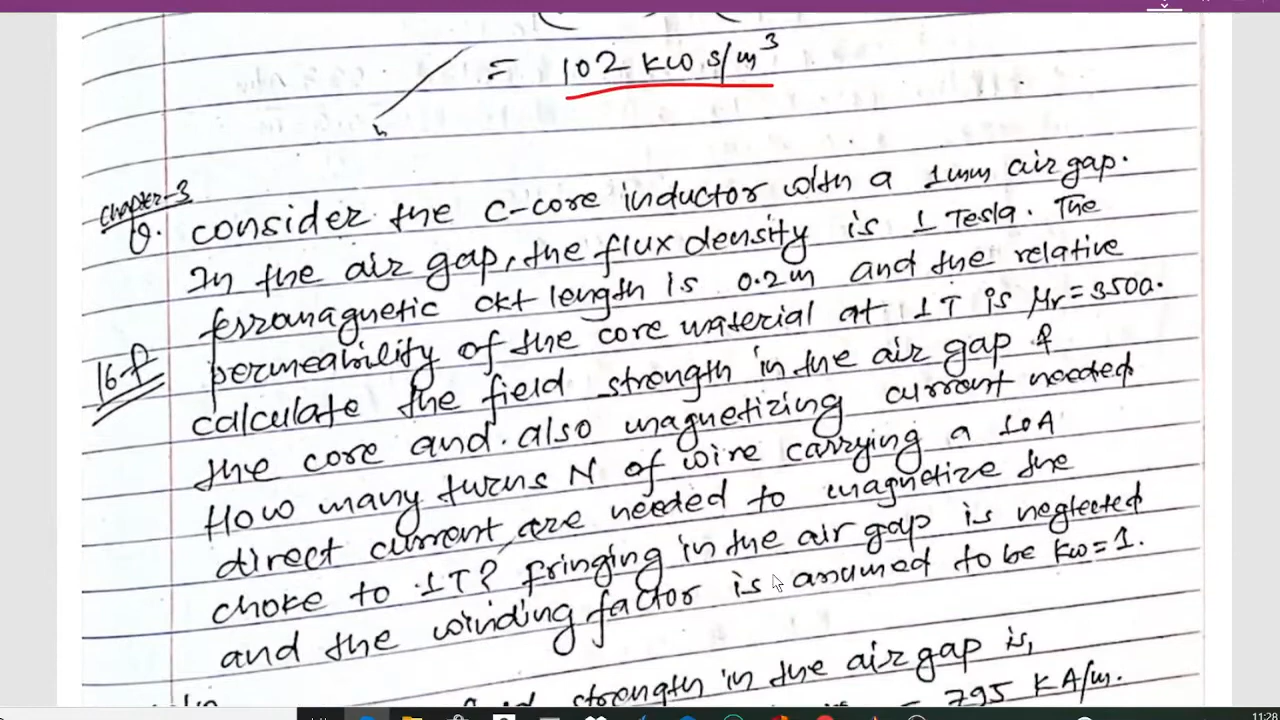 = 102 kW s/m³
Chapter-3
Q. consider the C-core inductor with a 1mm air gap.
In the air gap, the flux density is 1 Tesla. The
ferromagnetic ckt length is 0.2m and the relative
permeability of the core material at 1T is μr=3500.
16-f
calculate the field strength in the air gap &
the core and also magnetizing current needed
How many turns N of wire carrying a 10A
direct current, are needed to magnetize the
choke to 1T? Fringing in the air gap is neglected
and the winding factor is assumed to be kw=1.
strength in the air gap is,
= 795 KA/m.
11:28